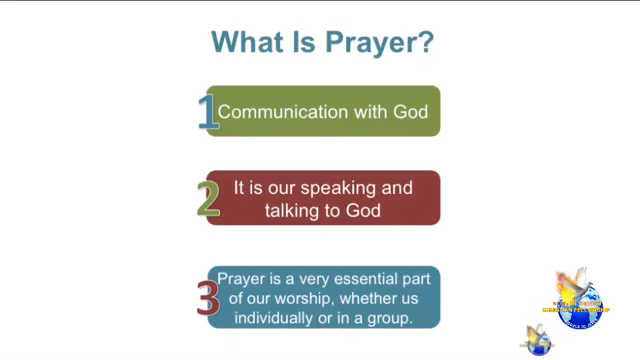 What Is Prayer?
1
Communication with God
2
It is our speaking and
talking to God
3
Prayer is a very essential part
of our worship, whether us
individually or in a group.